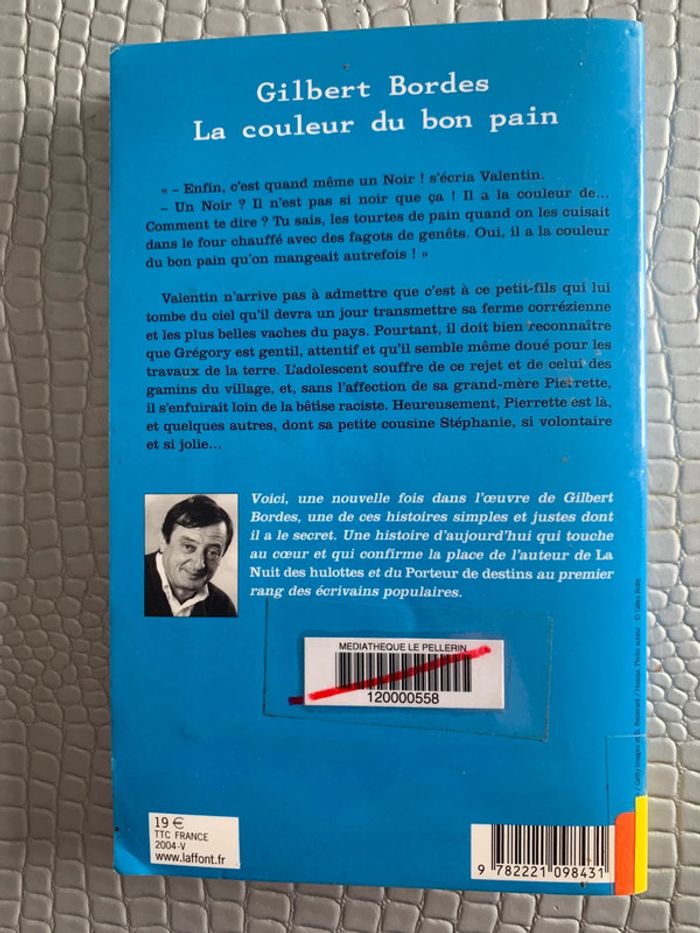 Gilbert Bordes
La couleur du bon pain
« – Enfin, c'est quand même un Noir ! s'écria Valentin.
– Un Noir ? Il n'est pas si noir que ça ! Il a la couleur de...
Comment te dire ? Tu sais, les tourtes de pain quand on les cuisait
dans le four chauffé avec des fagots de genêts. Oui, il a la couleur
du bon pain qu'on mangeait autrefois ! »
Valentin n'arrive pas à admettre que c'est à ce petit-fils qui lui
tombe du ciel qu'il devra un jour transmettre sa ferme corrézienne
et les plus belles vaches du pays. Pourtant, il doit bien reconnaître
que Grégory est gentil, attentif et qu'il semble même doué pour les
travaux de la terre. L'adolescent souffre de ce rejet et de celui des
gamins du village, et, sans l'affection de sa grand-mère Pierrette,
il s'enfuirait loin de la bêtise raciste. Heureusement, Pierrette est là,
et quelques autres, dont sa petite cousine Stéphanie, si volontaire
et si jolie...
Voici, une nouvelle fois dans l'œuvre de Gilbert
Bordes, une de ces histoires simples et justes dont
il a le secret. Une histoire d'aujourd'hui qui touche
au cœur et qui confirme la place de l'auteur de La
Nuit des hulottes et du Porteur de destins au premier
rang des écrivains populaires.
MEDIATHEQUE LE PELLERIN
120000558
/ Getty Images et D. Reperant / Hoaqui. Photo auteur : © Gilles Rolle
19 €
TTC FRANCE
2004-V
www.laffont.fr
9 782221 098431